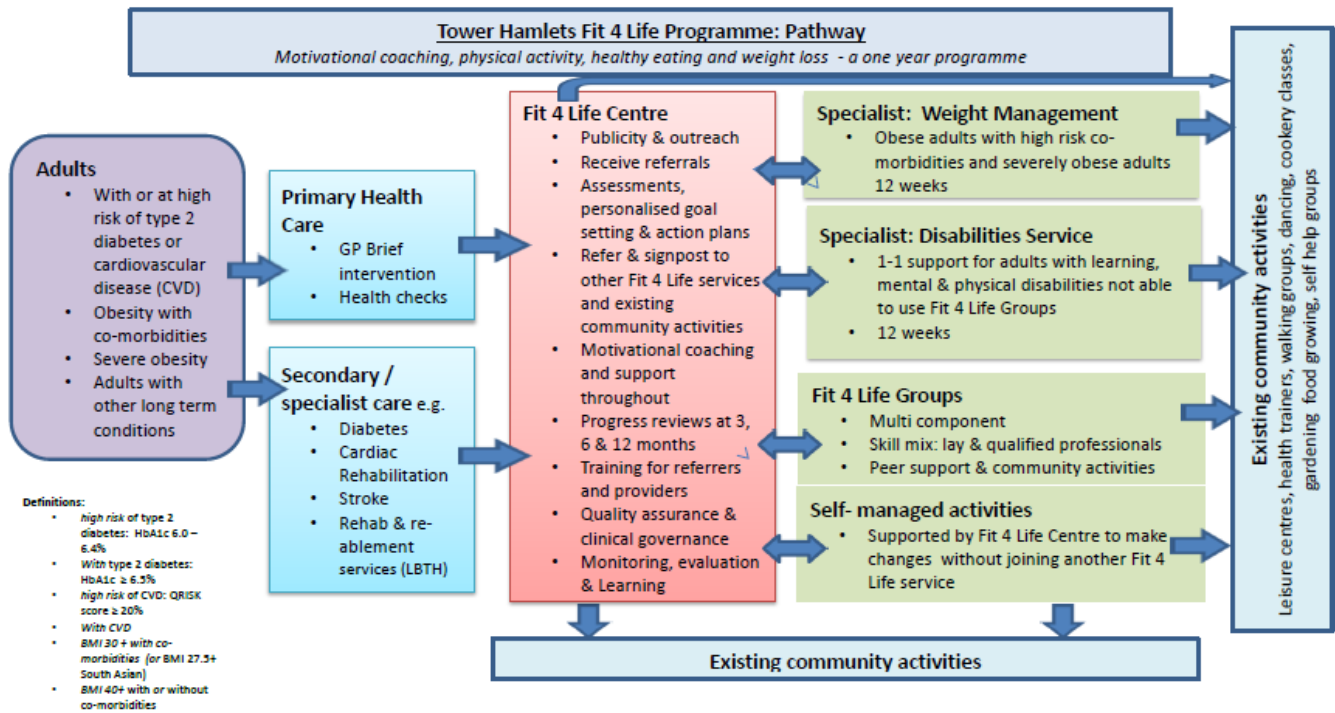 Tower Hamlets Fit 4 Life Programme: Pathway
Motivational coaching, physical activity, healthy eating and weight loss - a one year programme
Adults
• With or at high
risk of type 2
diabetes or
cardiovascular
disease (CVD)
• Obesity with
co-morbidities
• Severe obesity
• Adults with
other long term
conditions
Definitions:
• high risk of type 2
diabetes: HbA1c 6.0 –
6.4%
• With type 2 diabetes:
HbA1c ≥ 6.5%
• high risk of CVD: QRISK
score ≥ 20%
• With CVD
• BMI 30 + with co-
morbidities (or BMI 27.5+
South Asian)
• BMI 40+ with or without
co-morbidities
Primary Health
Care
• GP Brief
intervention
• Health checks
Secondary /
specialist care e.g.
• Diabetes
• Cardiac
Rehabilitation
• Stroke
• Rehab & re-
ablement
services (LBTH)
Fit 4 Life Centre
• Publicity & outreach
• Receive referrals
• Assessments,
personalised goal
setting & action plans
• Refer & signpost to
other Fit 4 Life services
and existing
community activities
• Motivational coaching
and support
throughout
• Progress reviews at 3,
6 & 12 months
• Training for referrers
and providers
• Quality assurance &
clinical governance
• Monitoring, evaluation
& Learning
Specialist: Weight Management
• Obese adults with high risk co-
morbidities and severely obese adults
12 weeks
Specialist: Disabilities Service
• 1-1 support for adults with learning,
mental & physical disabilities not able
to use Fit 4 Life Groups
• 12 weeks
Fit 4 Life Groups
• Multi component
• Skill mix: lay & qualified professionals
• Peer support & community activities
Self- managed activities
• Supported by Fit 4 Life Centre to make
changes without joining another Fit 4
Life service
Existing community activities
Existing community activities
Leisure centres, health trainers, walking groups, dancing, cookery classes,
gardening food growing, self help groups